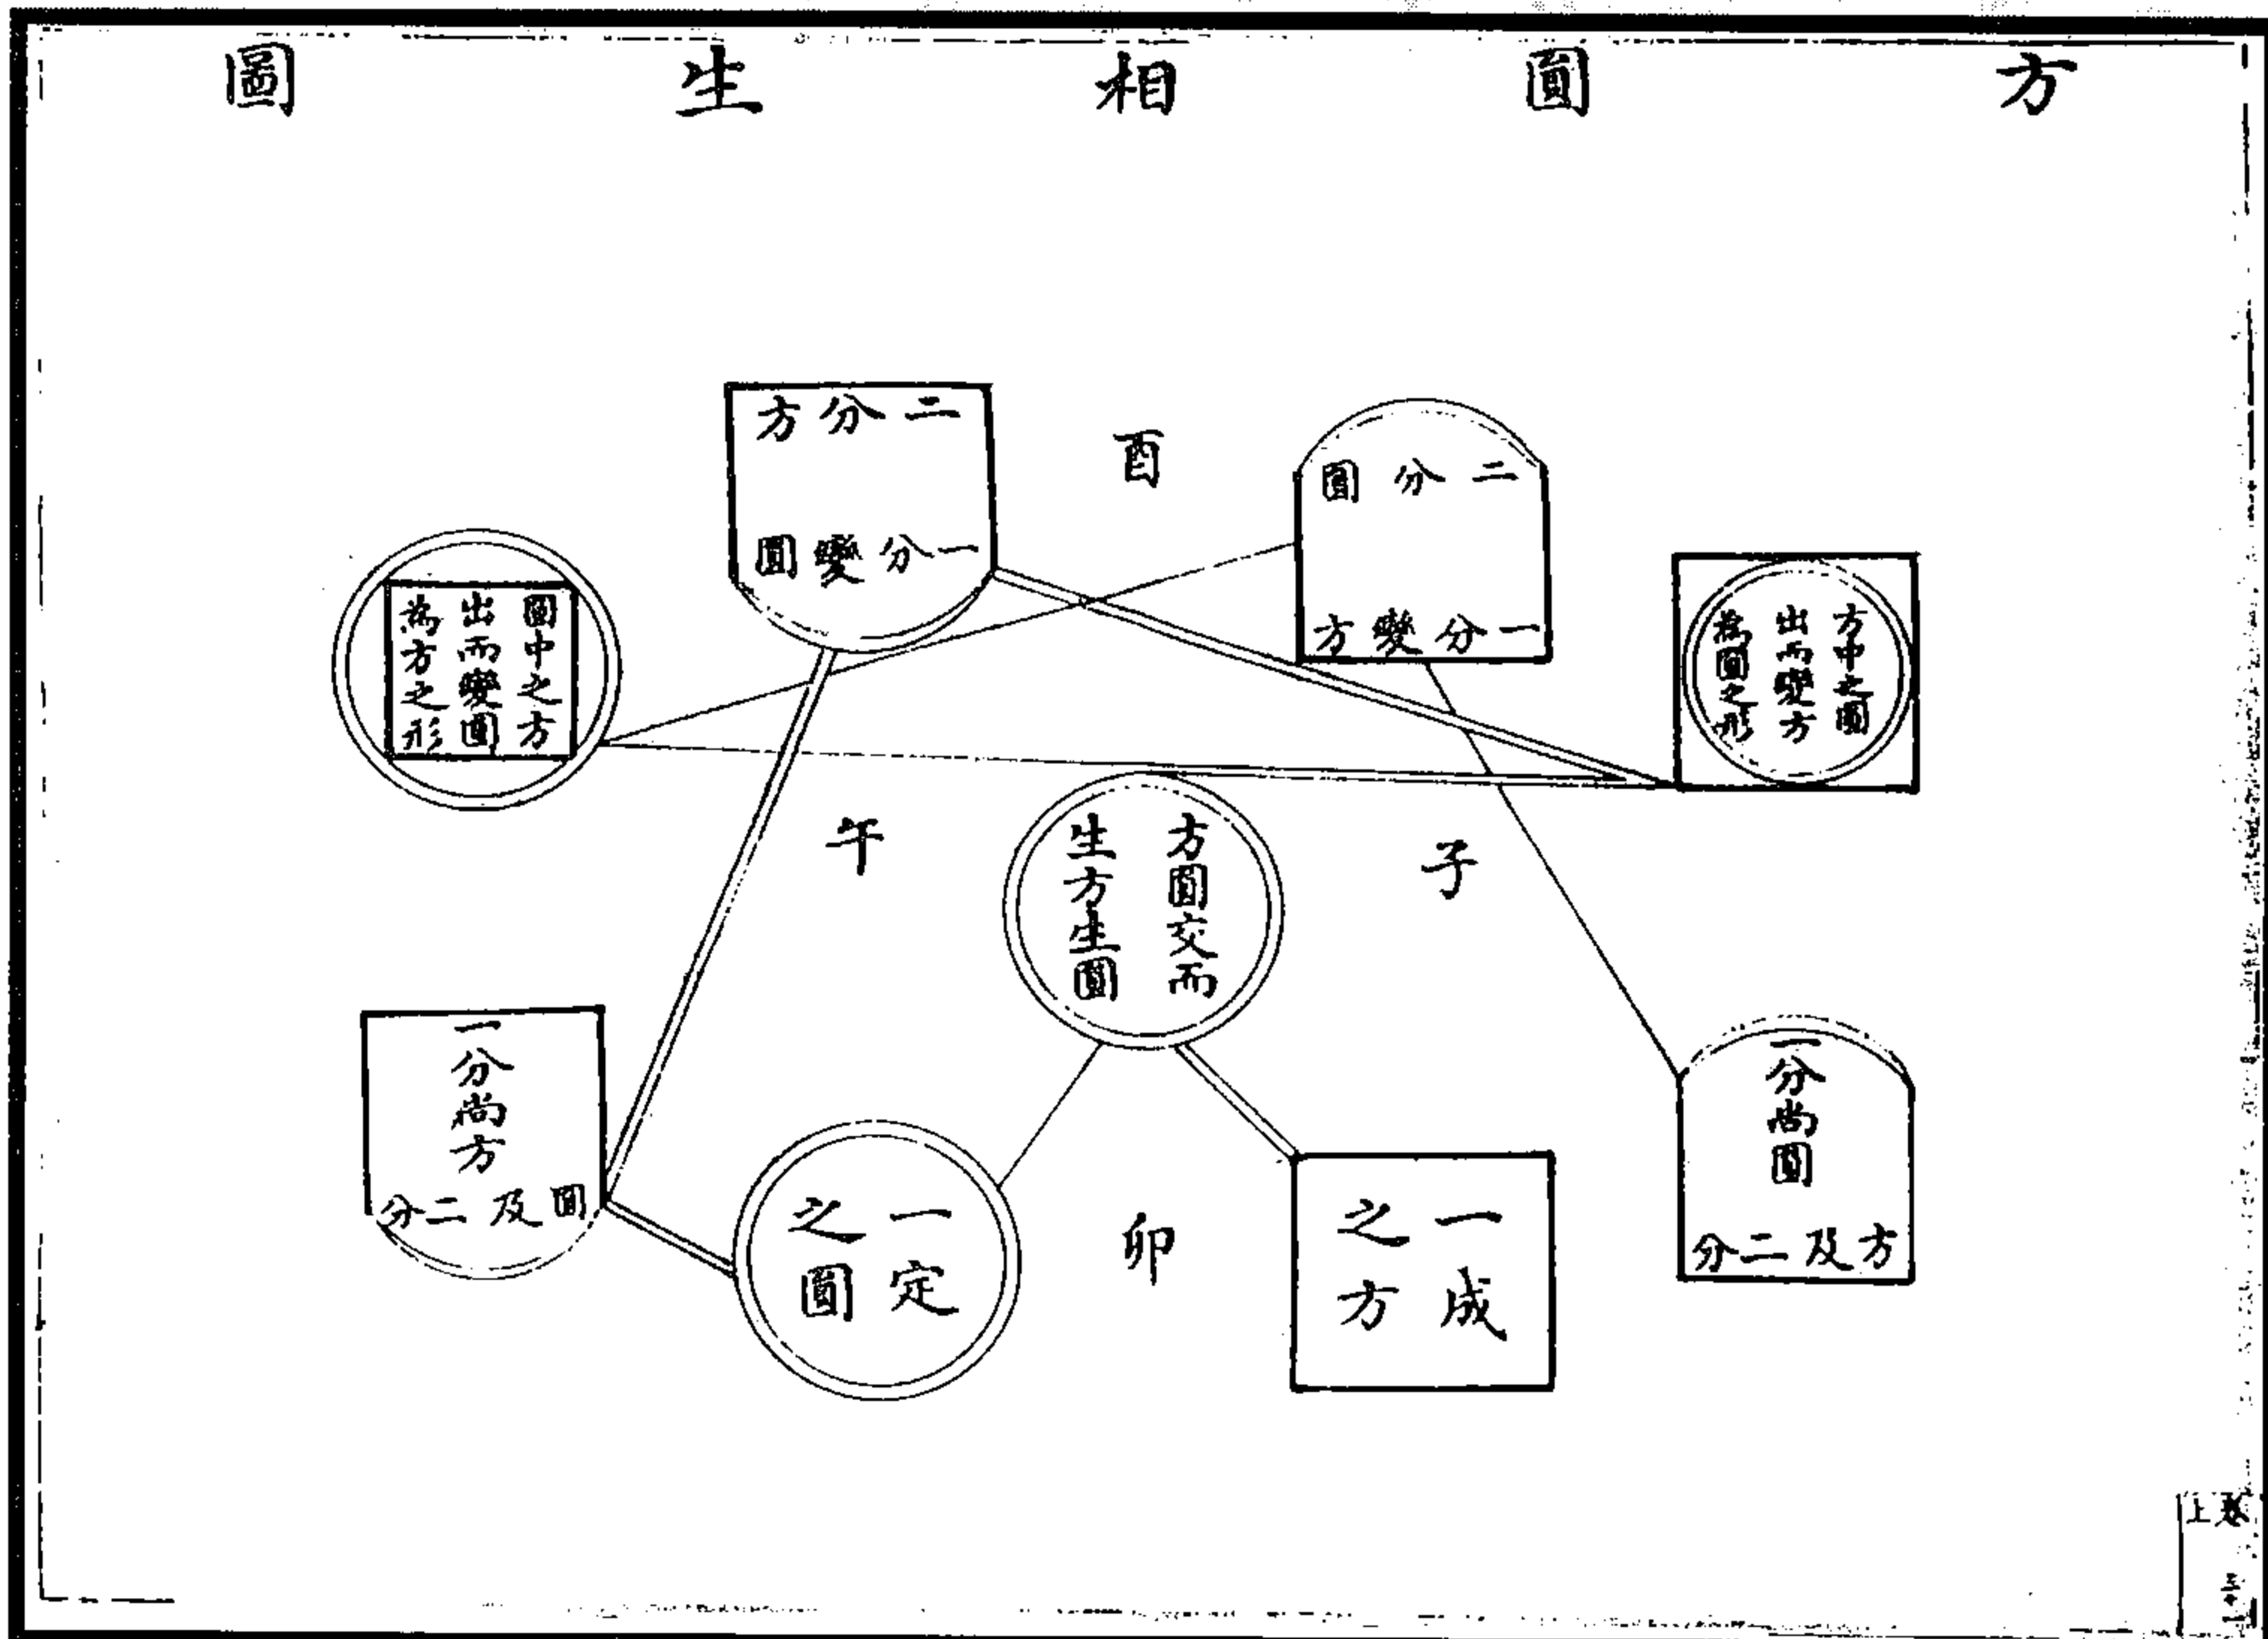 方圓相生圖
酉
子
午
卯
方中之圓
出而變方
為圓之形
二分圓
一分變方
二分方
一分變圓
圓中之方
出而變圓
為方之形
方圓交而
生方生圓
一分尚圓
方及二分
一成
之方
一定
之圓
一分尚方
圓及二分
卷上